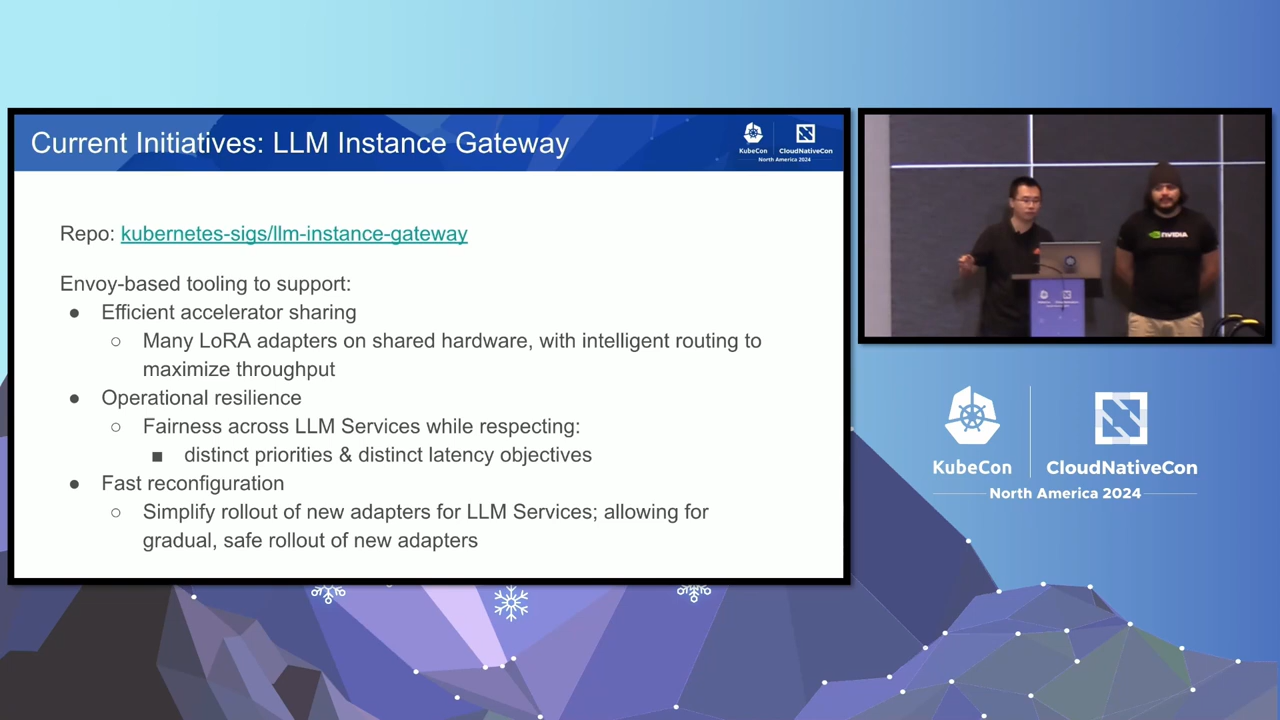 Current Initiatives: LLM Instance Gateway
KubeCon
CloudNativeCon
North America 2024
Repo: kubernetes-sigs/llm-instance-gateway
Envoy-based tooling to support:
● Efficient accelerator sharing
○ Many LoRA adapters on shared hardware, with intelligent routing to
maximize throughput
● Operational resilience
○ Fairness across LLM Services while respecting:
■ distinct priorities & distinct latency objectives
● Fast reconfiguration
○ Simplify rollout of new adapters for LLM Services; allowing for
gradual, safe rollout of new adapters
NVIDIA
KubeCon
CloudNativeCon
North America 2024